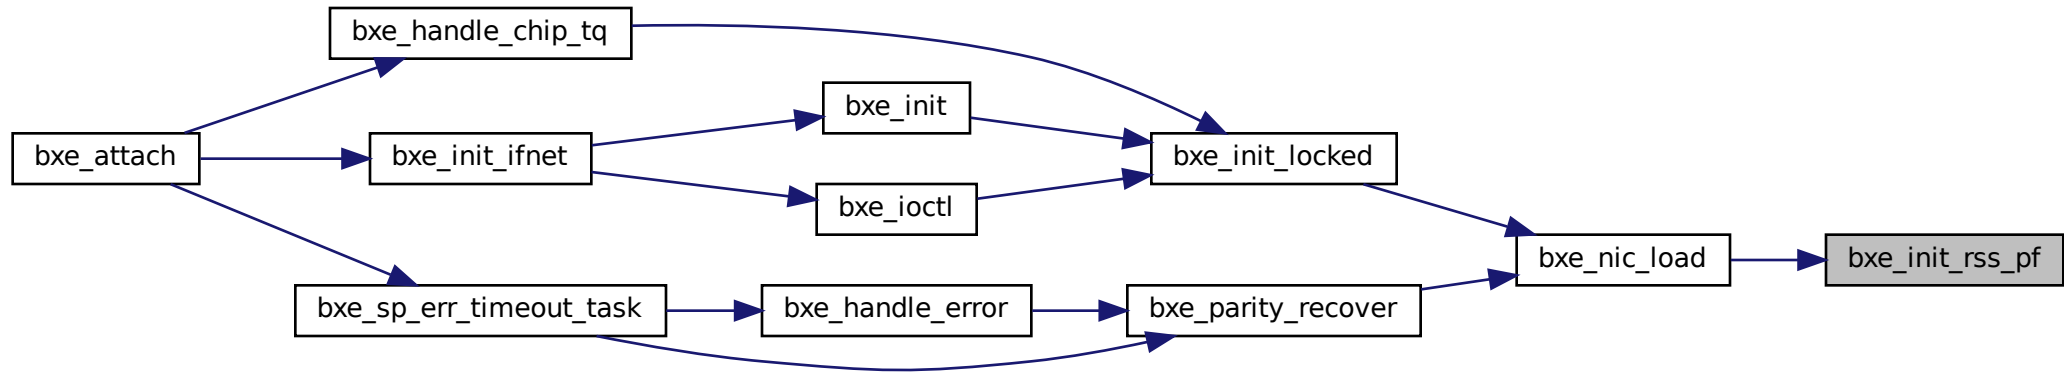 bxe_handle_chip_tq
bxe_init
bxe_attach
bxe_init_ifnet
bxe_init_locked
bxe_ioctl
bxe_nic_load
bxe_init_rss_pf
bxe_sp_err_timeout_task
bxe_handle_error
bxe_parity_recover